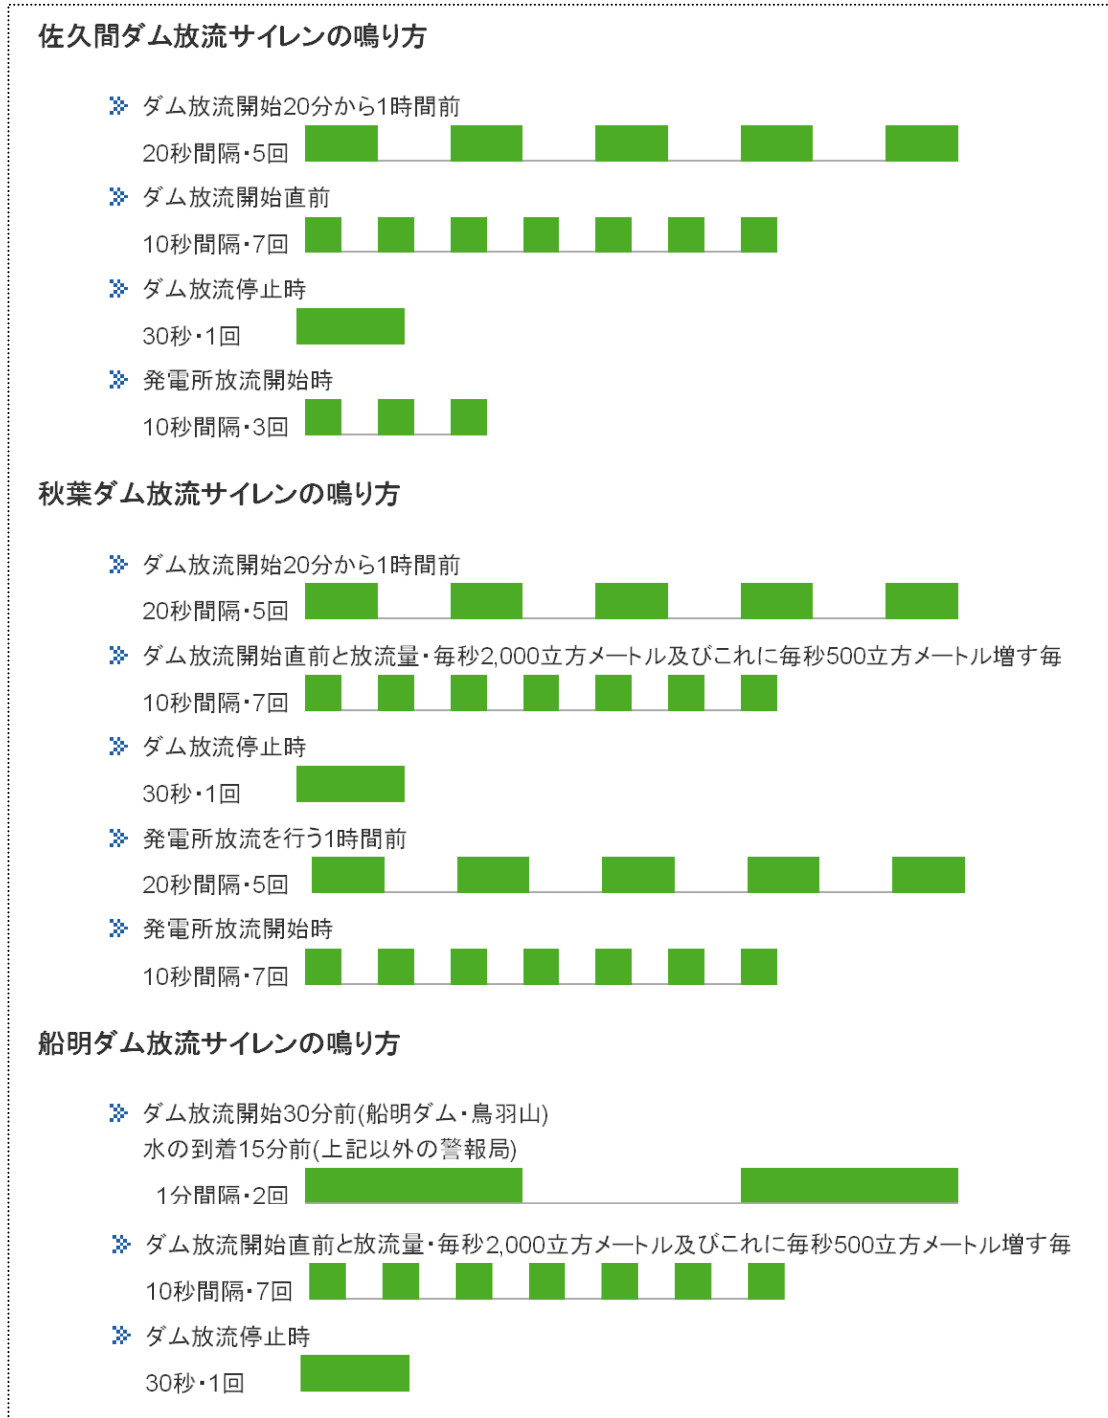 佐久間ダム放流サイレンの鳴り方
ダム放流開始20分から1時間前
20秒間隔・5回
ダム放流開始直前
10秒間隔・7回
ダム放流停止時
30秒・1回
発電所放流開始時
10秒間隔・3回
秋葉ダム放流サイレンの鳴り方
ダム放流開始20分から1時間前
20秒間隔・5回
ダム放流開始直前と放流量・毎秒2,000立方メートル及びこれに毎秒500立方メートル増す毎
10秒間隔・7回
ダム放流停止時
30秒・1回
発電所放流を行う1時間前
20秒間隔・5回
発電所放流開始時
10秒間隔・7回
船明ダム放流サイレンの鳴り方
ダム放流開始30分前(船明ダム・鳥羽山)
水の到着15分前(上記以外の警報局)
1分間隔・2回
ダム放流開始直前と放流量・毎秒2,000立方メートル及びこれに毎秒500立方メートル増す毎
10秒間隔・7回
ダム放流停止時
30秒・1回